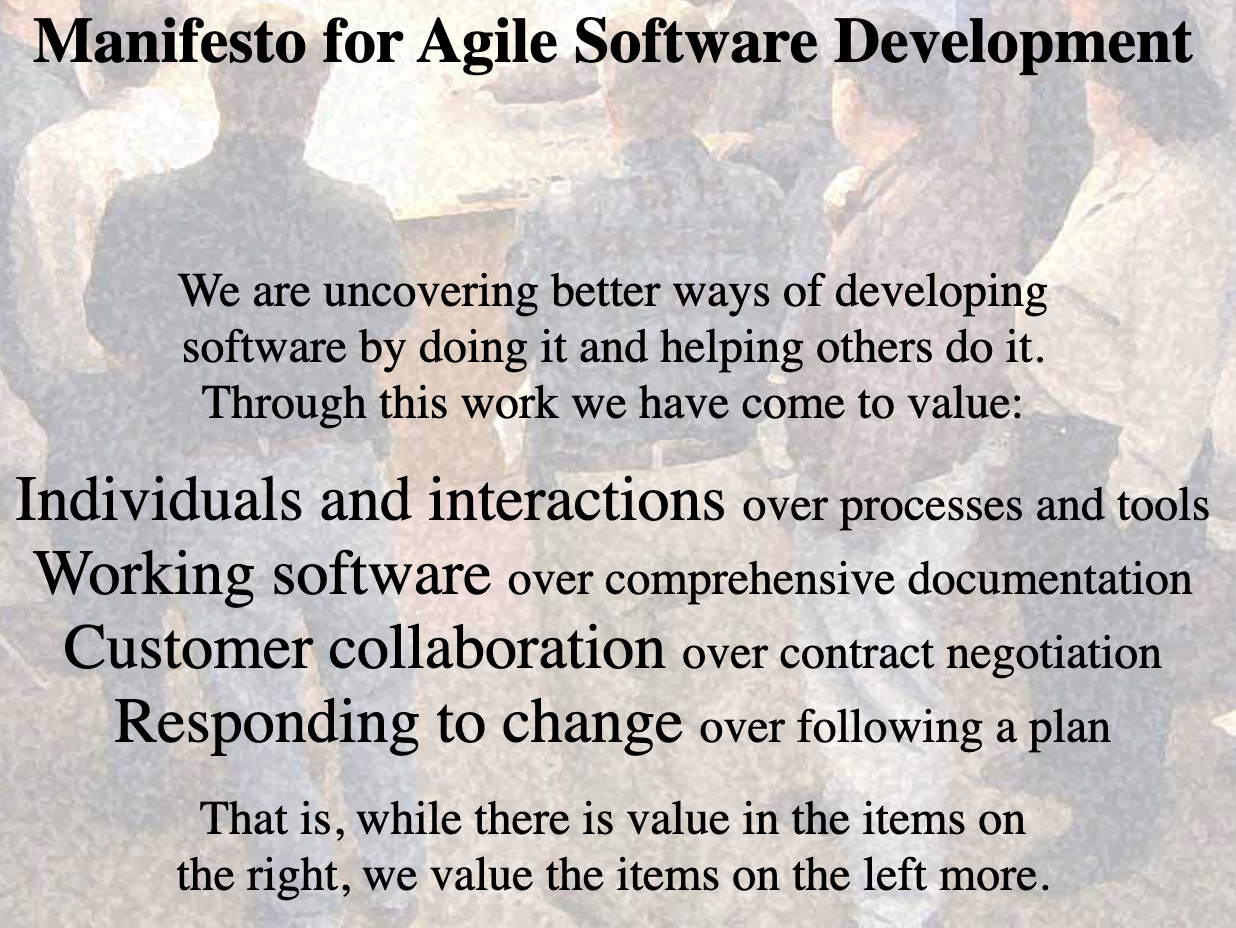 Manifesto for Agile Software Development
We are uncovering better ways of developing
software by doing it and helping others do it.
Through this work we have come to value:
Individuals and interactions over processes and tools
Working software over comprehensive documentation
Customer collaboration over contract negotiation
Responding to change over following a plan
That is, while there is value in the items on
the right, we value the items on the left more.